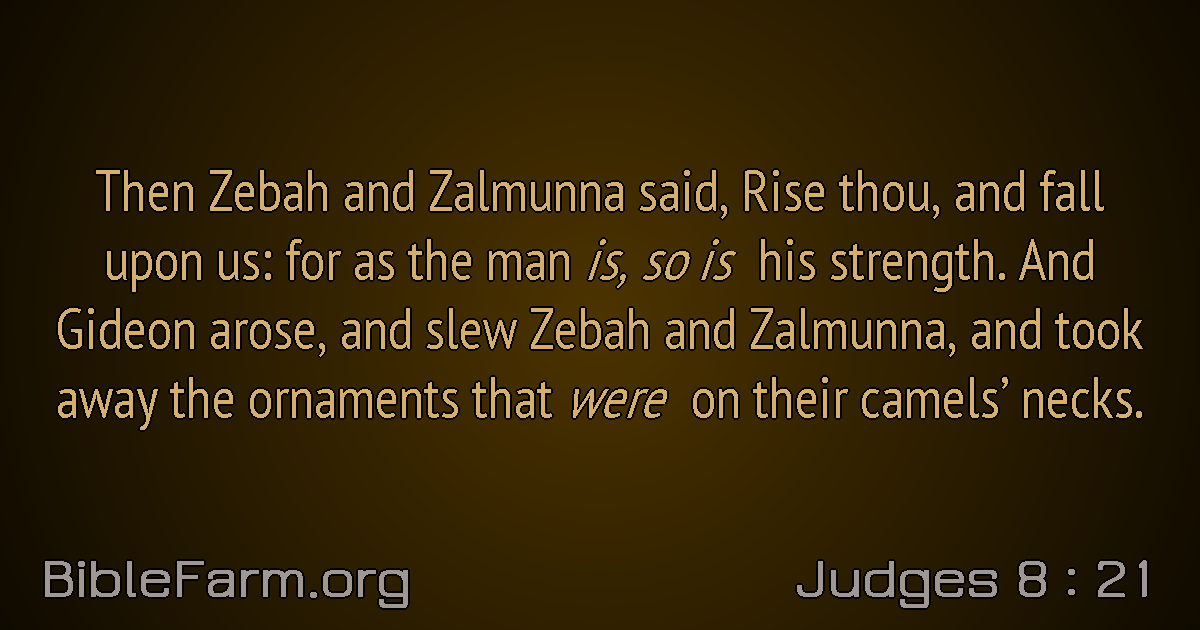 Then Zebah and Zalmunna said, Rise thou, and fall
upon us: for as the man is, so is his strength. And
Gideon arose, and slew Zebah and Zalmunna, and took
away the ornaments that were on their camels’ necks.
BibleFarm.org
Judges 8 : 21